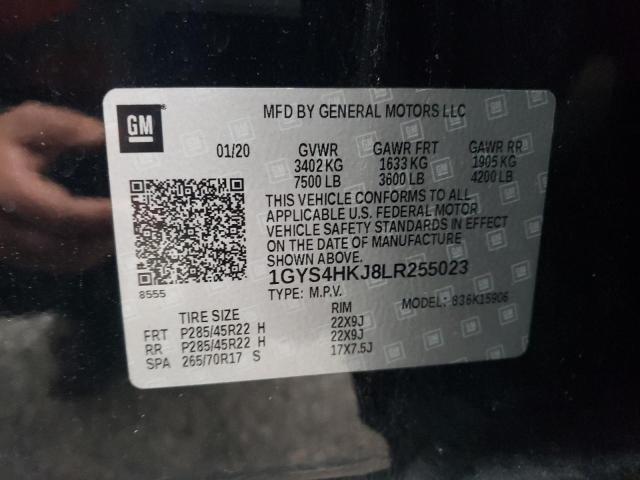 MFD BY GENERAL MOTORS LLC
GM
01/20 GVWR GAWR FRT GAWR RR
3402 KG 1633 KG 1905 KG
7500 LB 3600 LB 4200 LB
THIS VEHICLE CONFORMS TO ALL
APPLICABLE U.S. FEDERAL MOTOR
VEHICLE SAFETY STANDARDS IN EFFECT
ON THE DATE OF MANUFACTURE
SHOWN ABOVE.
8555
1GYS4HKJ8LR255023
TYPE: M.P.V. MODEL: 836K15906
TIRE SIZE RIM
FRT P285/45R22 H 22X9J
RR P285/45R22 H 22X9J
SPA 265/70R17 S 17X7.5J